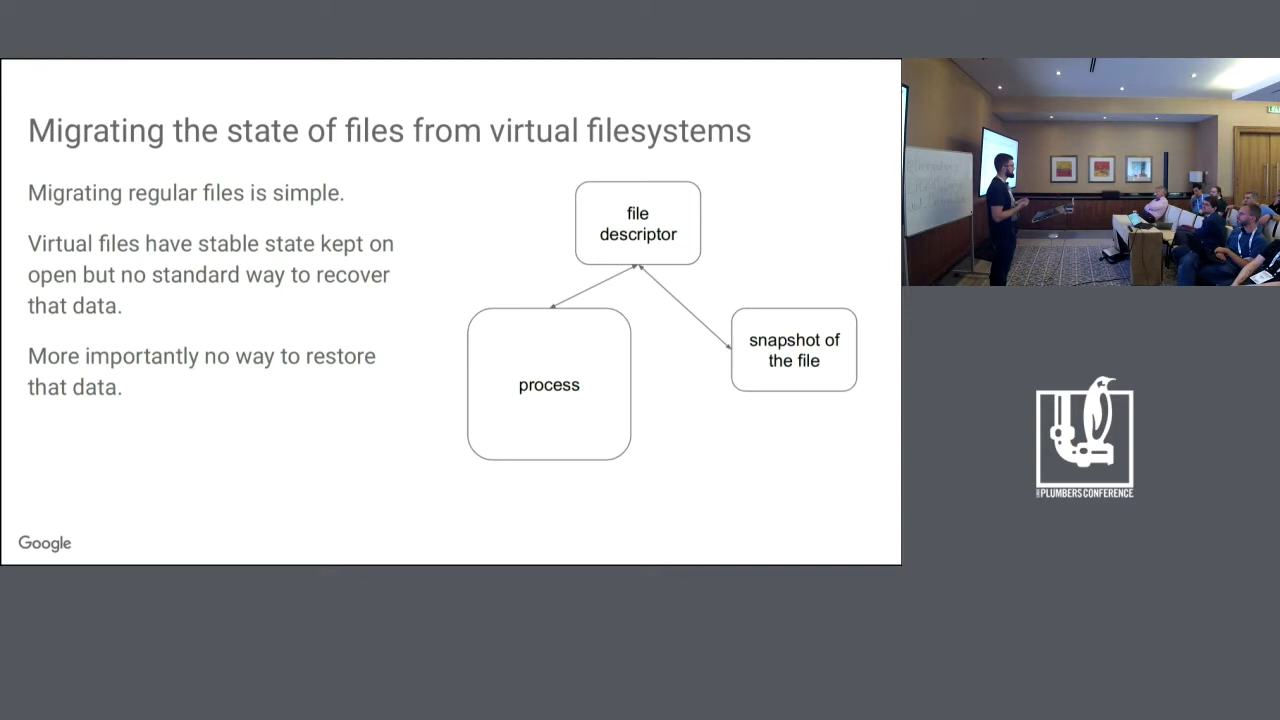 Migrating the state of files from virtual filesystems
Migrating regular files is simple.
Virtual files have stable state kept on
open but no standard way to recover
that data.
More importantly no way to restore
that data.
file
descriptor
process
snapshot of
the file
Google
PLUMBERS CONFERENCE